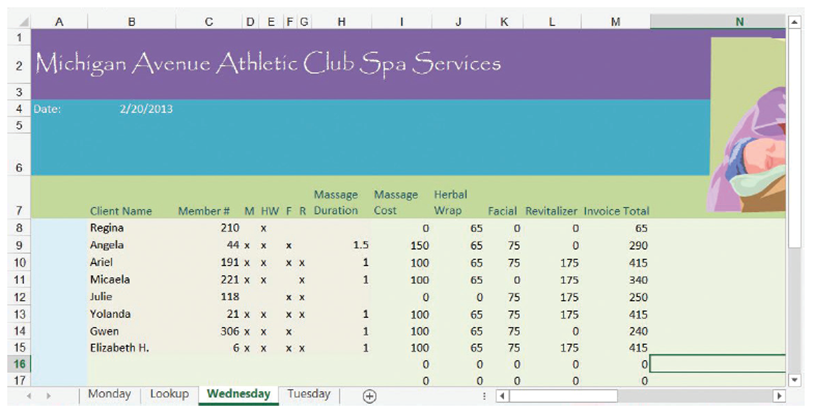 A B C D E F G H I J K L M N
1
2 Michigan Avenue Athletic Club Spa Services
3
4 Date: 2/20/2013
5
6
Massage Massage Herbal
7 Client Name Member # M HW F R Duration Cost Wrap Facial Revitalizer Invoice Total
8 Regina 210 x 0 65 0 0 65
9 Angela 44 x x x 1.5 150 65 75 0 290
10 Ariel 191 x x x x 1 100 65 75 175 415
11 Micaela 221 x x x 1 100 65 0 175 340
12 Julie 118 x x 0 0 75 175 250
13 Yolanda 21 x x x x 1 100 65 75 175 415
14 Gwen 306 x x x 1 100 65 75 0 240
15 Elizabeth H. 6 x x x x 1 100 65 75 175 415
16 0 0 0 0 0
17 0 0 0 0 0
Monday Lookup Wednesday Tuesday